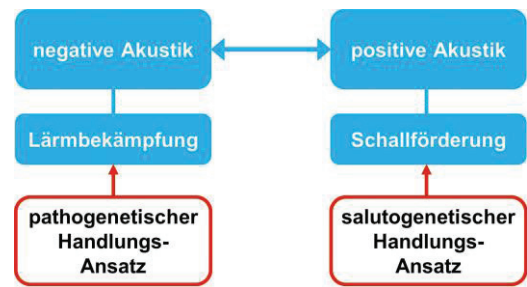 negative Akustik
positive Akustik
Lärmbekämpfung
Schallförderung
pathogenetischer
Handlungs-
Ansatz
salutogenetischer
Handlungs-
Ansatz